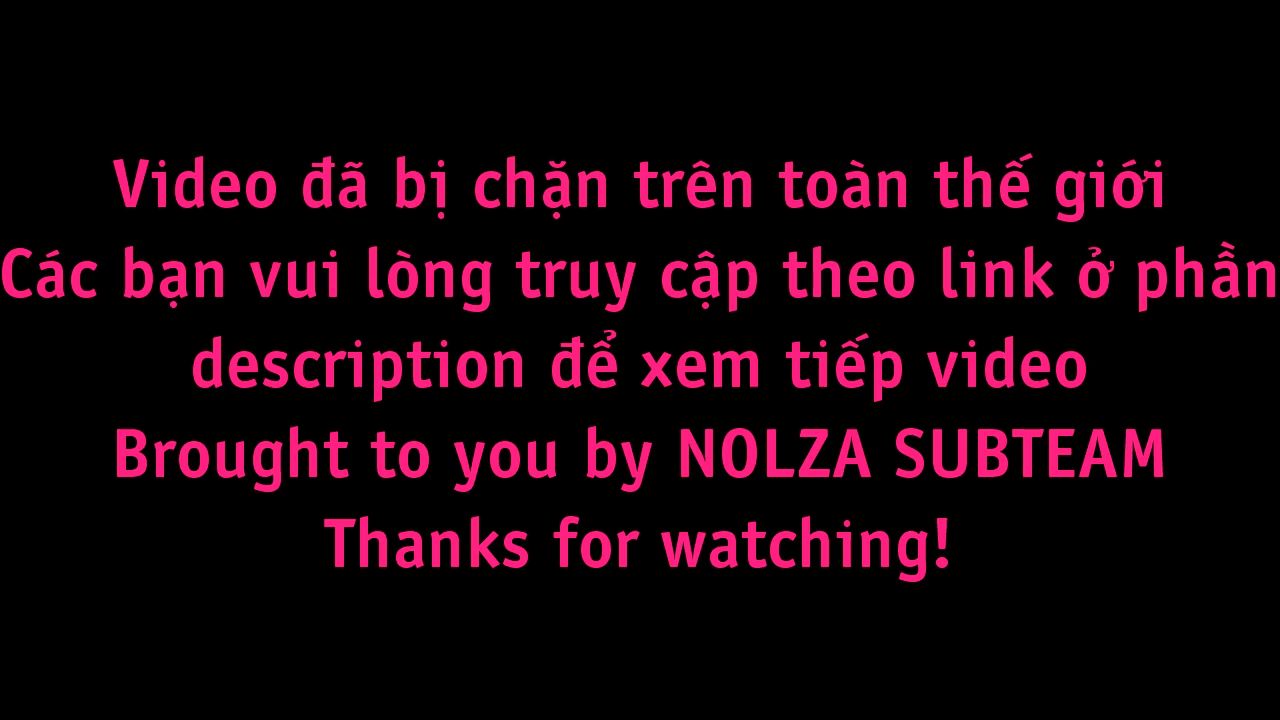 Video đã bị chặn trên toàn thế giới
Các bạn vui lòng truy cập theo link ở phần
description để xem tiếp video
Brought to you by NOLZA SUBTEAM
Thanks for watching!